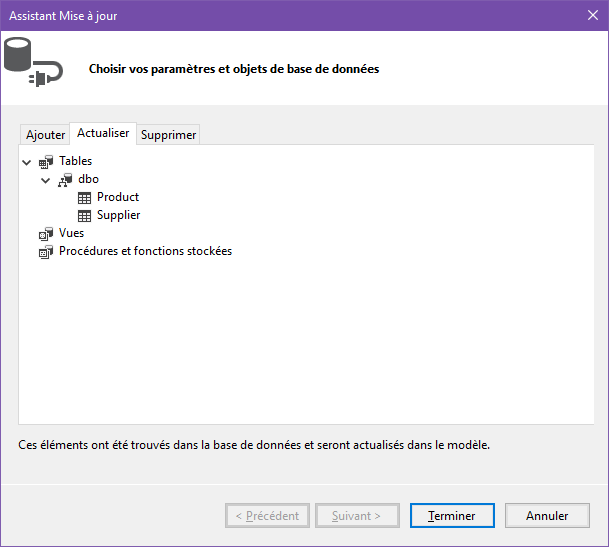 Assistant Mise à jour
Choisir vos paramètres et objets de base de données
Ajouter Actualiser Supprimer
Tables
dbo
Product
Supplier
Vues
Procédures et fonctions stockées
Ces éléments ont été trouvés dans la base de données et seront actualisés dans le modèle.
< Précédent Suivant > Terminer Annuler